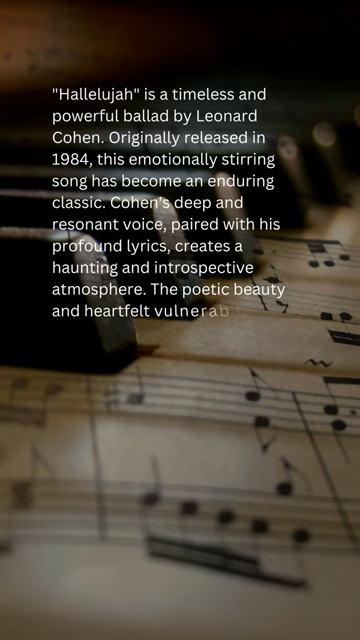 "Hallelujah" is a timeless and
powerful ballad by Leonard
Cohen. Originally released in
1984, this emotionally stirring
song has become an enduring
classic. Cohen's deep and
resonant voice, paired with his
profound lyrics, creates a
haunting and introspective
atmosphere. The poetic beauty
and heartfelt vulnerab